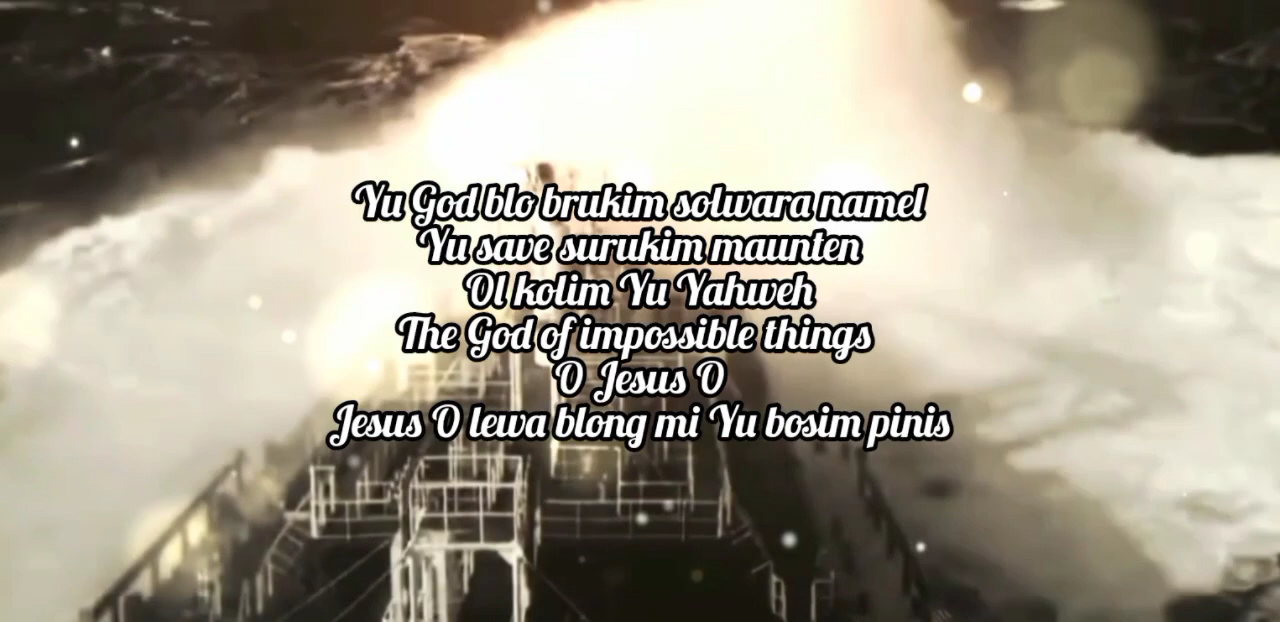 Yu God blo brukim solwara namel
Yu save surukim maunten
Ol kolim Yu Yahweh
The God of impossible things
O Jesus O
Jesus O lewa blong mi Yu bosim pinis